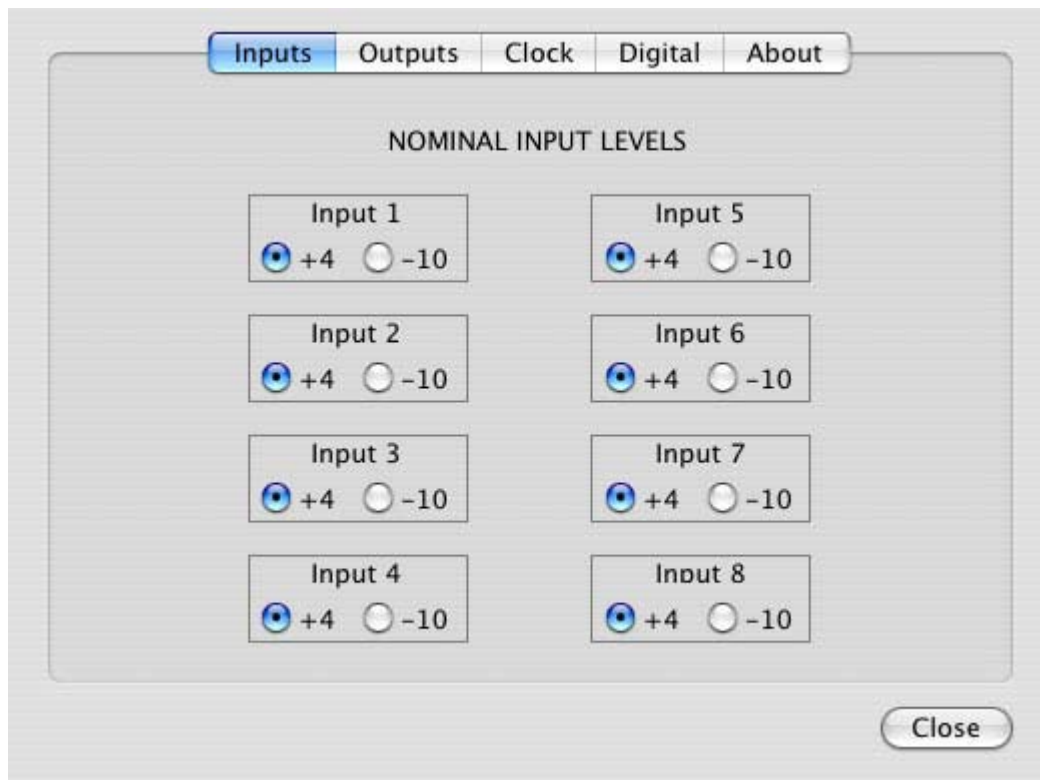 Inputs Outputs Clock Digital About
NOMINAL INPUT LEVELS
Input 1
+4 -10
Input 5
+4 -10
Input 2
+4 -10
Input 6
+4 -10
Input 3
+4 -10
Input 7
+4 -10
Input 4
+4 -10
Input 8
+4 -10
Close